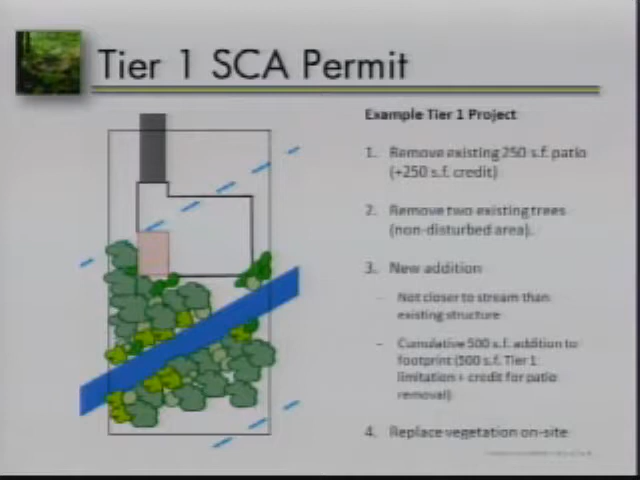 Tier 1 SCA Permit
Example Tier 1 Project
1. Remove existing 250 s.f. patio
(+250 s.f. credit)
2. Remove two existing trees
(non-disturbed area).
3. New addition
- Not closer to stream than
existing structure
- Cumulative 500 s.f. addition to
footprint (500 s.f. Tier 1
limitation + credit for patio
removal)
4. Replace vegetation on-site